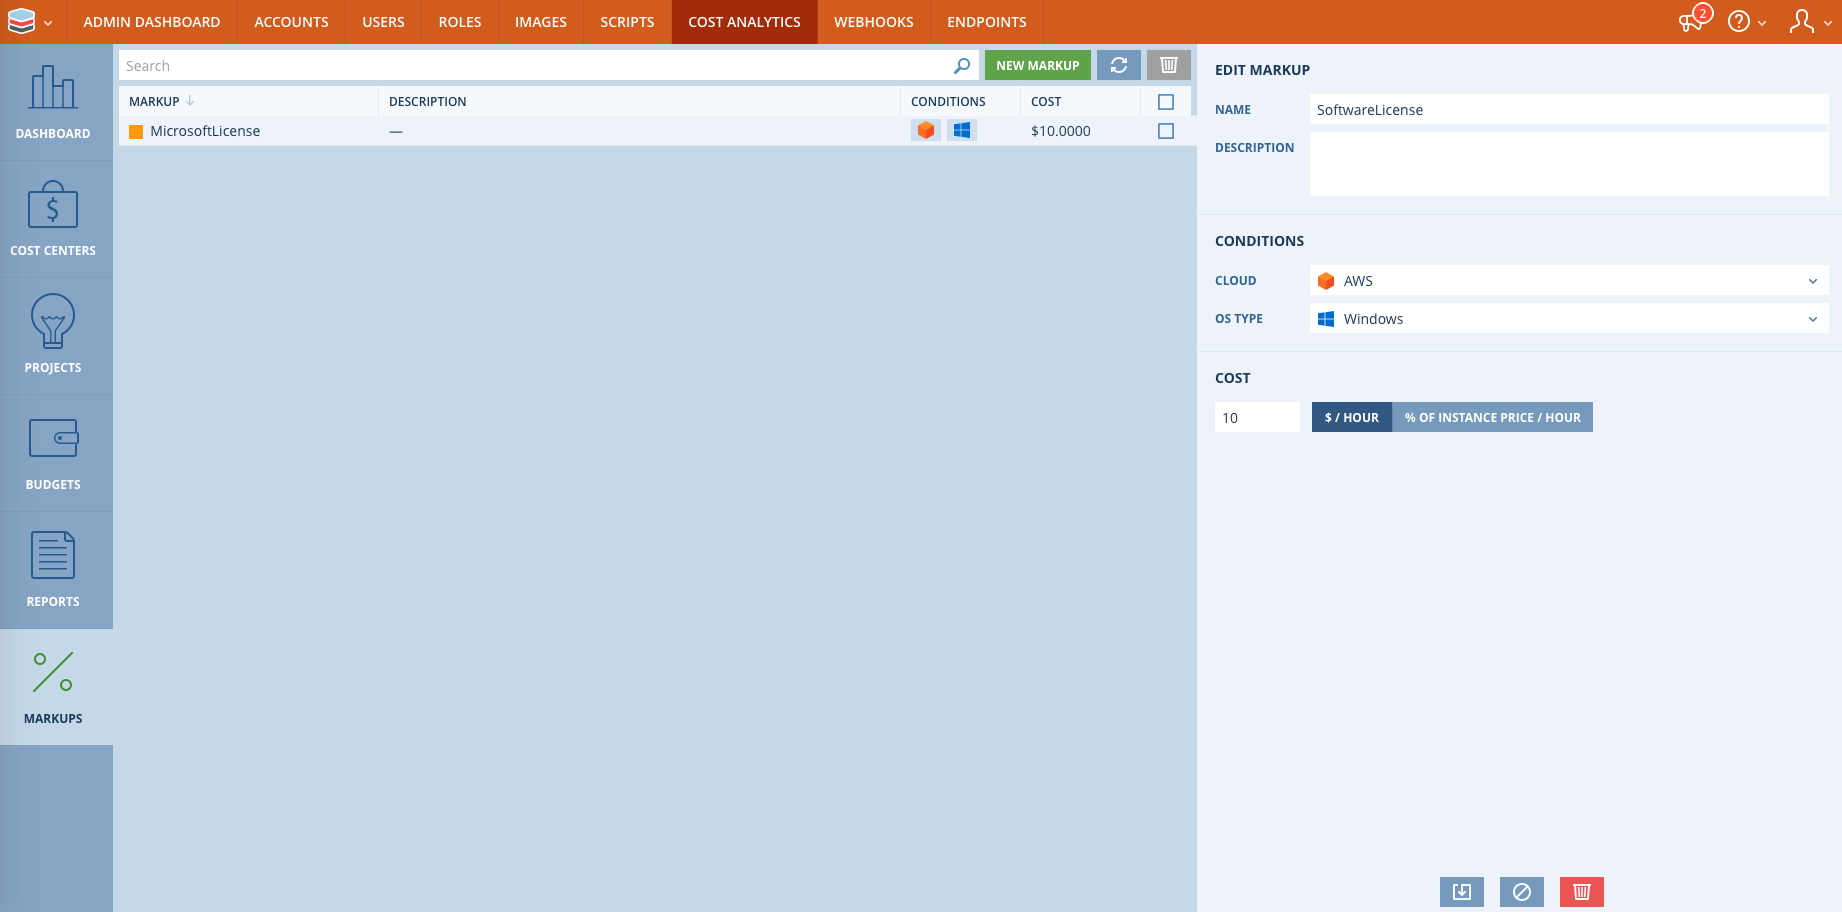 ADMIN DASHBOARD ACCOUNTS USERS ROLES IMAGES SCRIPTS COST ANALYTICS WEBHOOKS ENDPOINTS 2
DASHBOARD
COST CENTERS
PROJECTS
BUDGETS
REPORTS
MARKUPS
Search NEW MARKUP
MARKUP DESCRIPTION CONDITIONS COST
MicrosoftLicense — $10.0000
EDIT MARKUP
NAME SoftwareLicense
DESCRIPTION
CONDITIONS
CLOUD AWS
OS TYPE Windows
COST
10 $ / HOUR % OF INSTANCE PRICE / HOUR